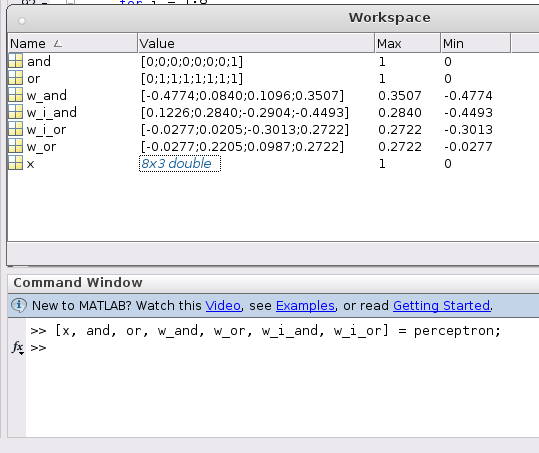 for i = 1:8
Workspace
Name Value Max Min
and [0;0;0;0;0;0;0;1] 1 0
or [0;1;1;1;1;1;1;1] 1 0
w_and [-0.4774;0.0840;0.1096;0.3507] 0.3507 -0.4774
w_i_and [0.1226;0.2840;-0.2904;-0.4493] 0.2840 -0.4493
w_i_or [-0.0277;0.0205;-0.3013;0.2722] 0.2722 -0.3013
w_or [-0.0277;0.2205;0.0987;0.2722] 0.2722 -0.0277
x 8x3 double 1 0
Command Window
New to MATLAB? Watch this Video, see Examples, or read Getting Started.
>> [x, and, or, w_and, w_or, w_i_and, w_i_or] = perceptron;
fx >>